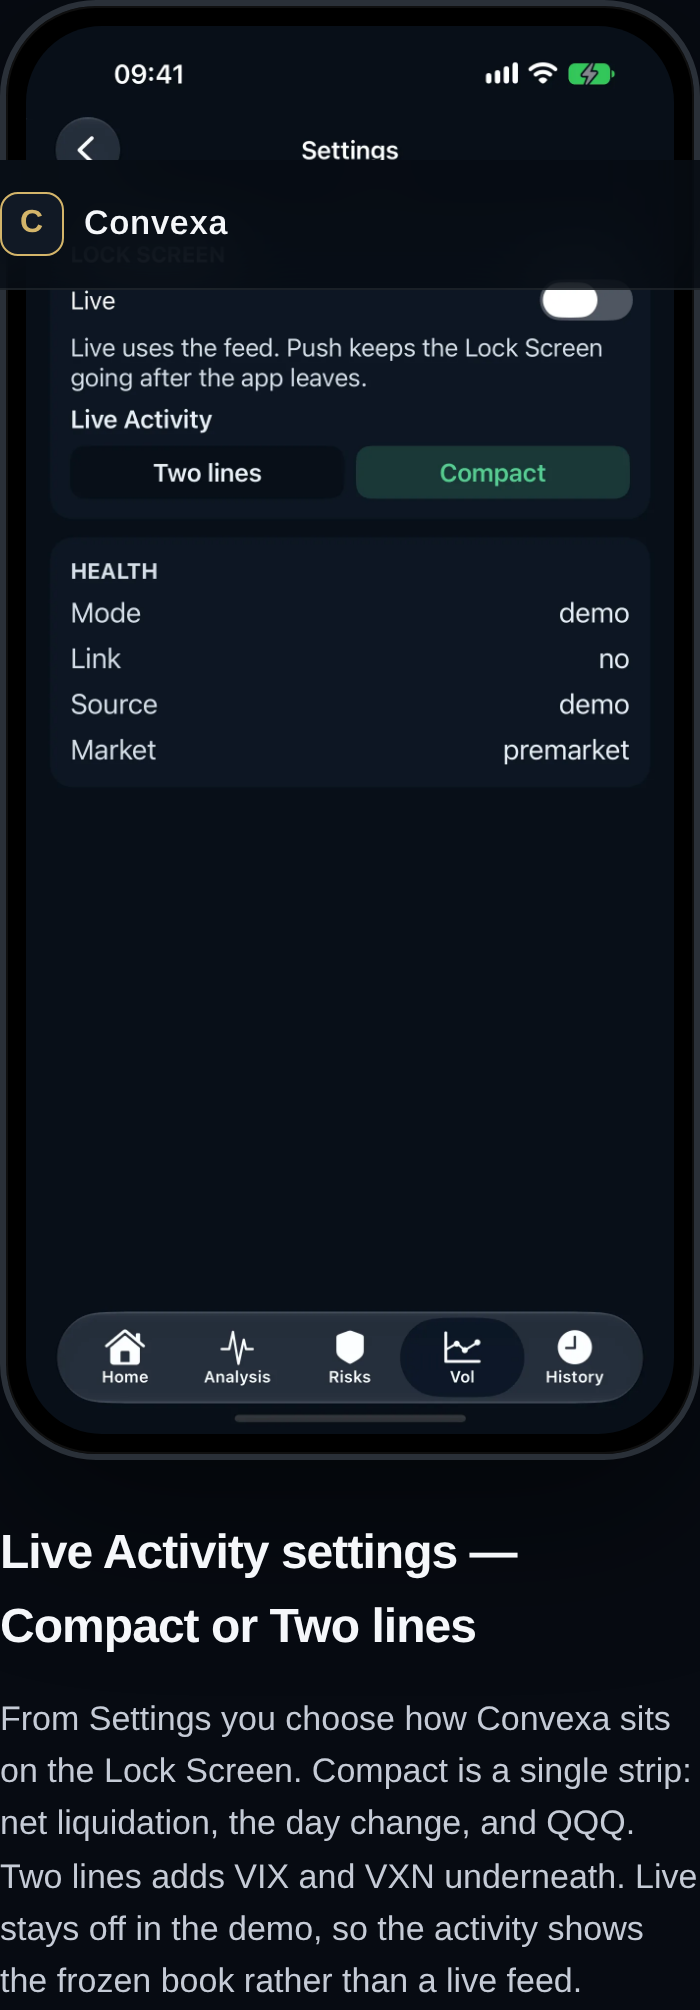 09:41
Settings
C Convexa
LOCK SCREEN
Live
Live uses the feed. Push keeps the Lock Screen
going after the app leaves.
Live Activity
Two lines Compact
HEALTH
Mode demo
Link no
Source demo
Market premarket
Home Analysis Risks Vol History
Live Activity settings —
Compact or Two lines
From Settings you choose how Convexa sits
on the Lock Screen. Compact is a single strip:
net liquidation, the day change, and QQQ.
Two lines adds VIX and VXN underneath. Live
stays off in the demo, so the activity shows
the frozen book rather than a live feed.